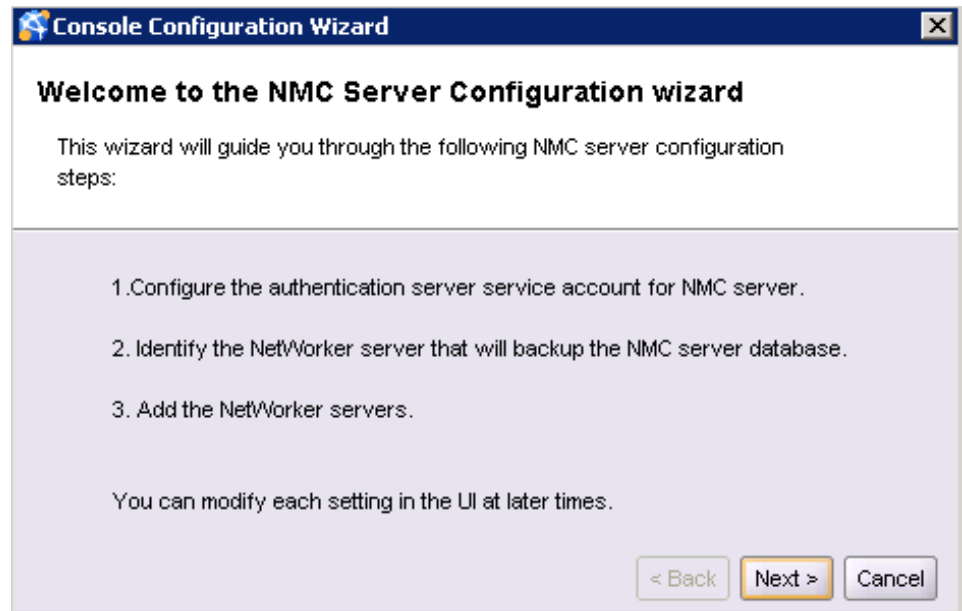 Console Configuration Wizard
Welcome to the NMC Server Configuration wizard
This wizard will guide you through the following NMC server configuration
steps:
1.Configure the authentication server service account for NMC server.
2. Identify the NetWorker server that will backup the NMC server database.
3. Add the NetWorker servers.
You can modify each setting in the UI at later times.
< Back Next > Cancel